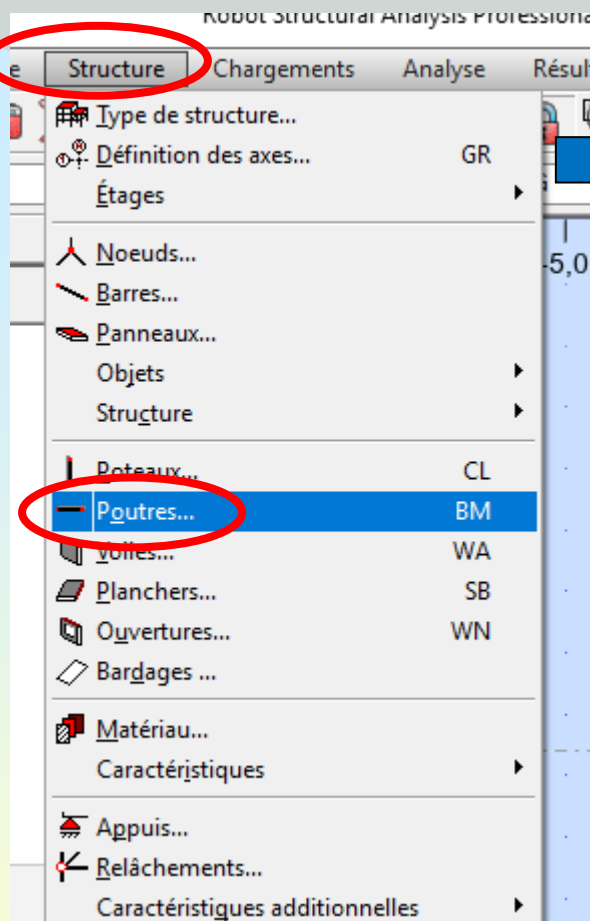 Robot Structural Analysis Professiona
e Structure Chargements Analyse Résul
Type de structure...
Définition des axes... GR
Étages
Noeuds...
Barres...
Panneaux...
Objets
Structure
Poteaux... CL
Poutres... BM
Voiles... WA
Planchers... SB
Ouvertures... WN
Bardages ...
Matériau...
Caractéristiques
Appuis...
Relâchements...
Caractéristiques additionnelles
-5,0